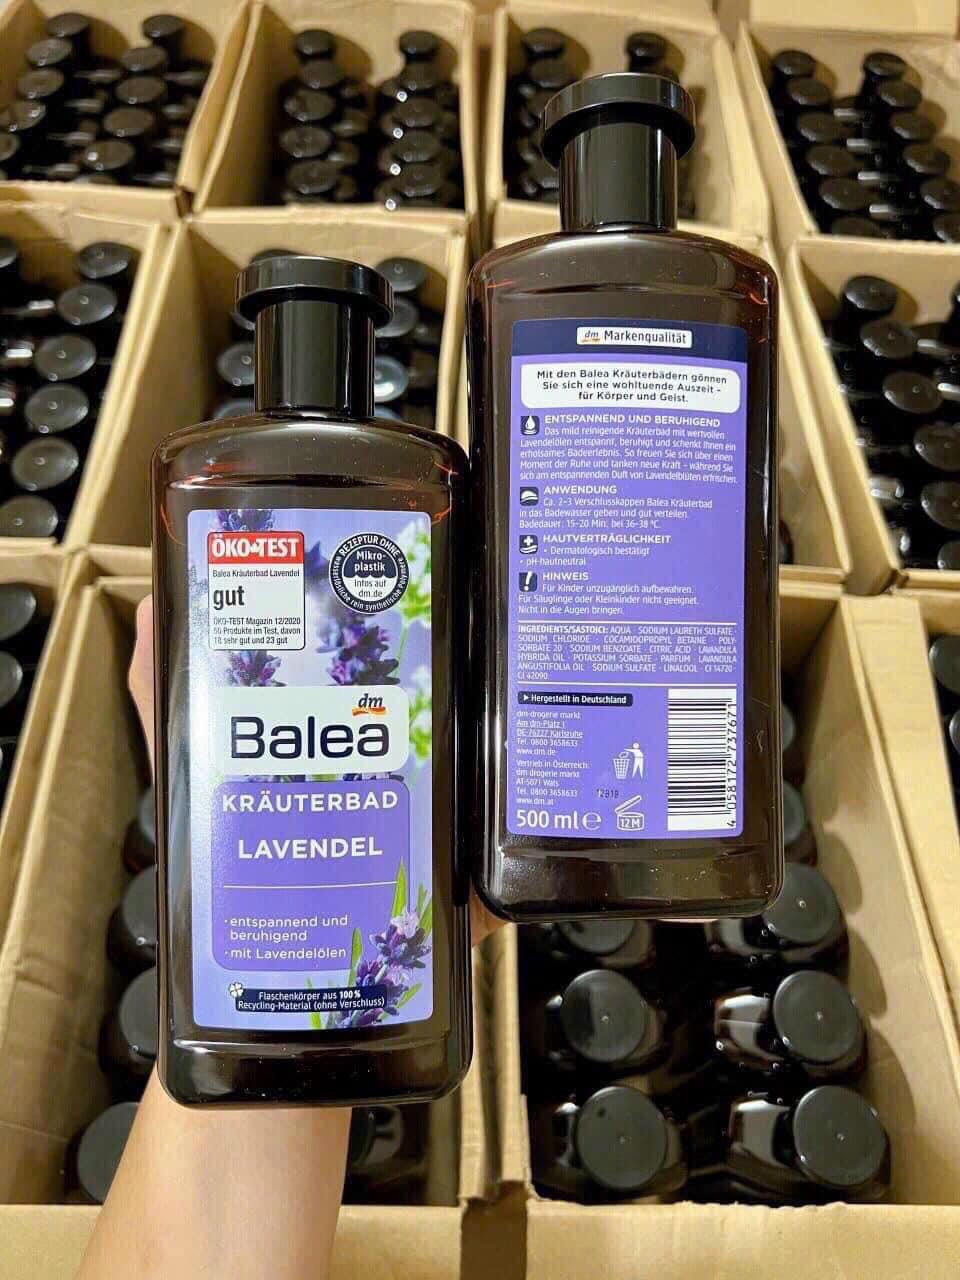 ÖKO-TEST
Balea Kräuterbad Lavendel
gut
ÖKO-TEST Magazin 12/2020
50 Produkte im Test, davon
18 sehr gut und 23 gut
REZEPTUR OHNE
Mikro-
plastik
Infos auf
dm.de
wasserlösliche rein synthetische Polymere
dm
Balea
KRÄUTERBAD
LAVENDEL
· entspannend und
beruhigend
· mit Lavendelölen
Flaschenkörper aus 100%
Recycling-Material (ohne Verschluss)
dm Markenqualität
Mit den Balea Kräuterbädern gönnen
Sie sich eine wohltuende Auszeit –
für Körper und Geist.
ENTSPANNEND UND BERUHIGEND
Das mild reinigende Kräuterbad mit wertvollen
Lavendelölen entspannt, beruhigt und schenkt Ihnen ein
erholsames Badeerlebnis. So freuen Sie sich über einen
Moment der Ruhe und tanken neue Kraft – während Sie
sich am entspannenden Duft von Lavendelblüten erfrischen.
ANWENDUNG
Ca. 2–3 Verschlusskappen Balea Kräuterbad
in das Badewasser geben und gut verteilen.
Badedauer: 15–20 Min. bei 36–38 °C.
HAUTVERTRÄGLICHKEIT
• Dermatologisch bestätigt
• pH-hautneutral
HINWEIS
Für Kinder unzugänglich aufbewahren.
Für Säuglinge oder Kleinkinder nicht geeignet.
Nicht in die Augen bringen.
INGREDIENTS/SASTOJCI: AQUA · SODIUM LAURETH SULFATE ·
SODIUM CHLORIDE · COCAMIDOPROPYL BETAINE · POLY-
SORBATE 20 · SODIUM BENZOATE · CITRIC ACID · LAVANDULA
HYBRIDA OIL · POTASSIUM SORBATE · PARFUM · LAVANDULA
ANGUSTIFOLIA OIL · SODIUM SULFATE · LINALOOL · CI 14720 ·
CI 42090.
Hergestellt in Deutschland
dm-drogerie markt
Am dm-Platz 1
DE-76227 Karlsruhe
Tel. 0800 3658633
www.dm.de
Vertrieb in Österreich:
dm drogerie markt
AT-5071 Wals
Tel. 0800 3658633
www.dm.at
500 ml e
12 M
4 058172 737671